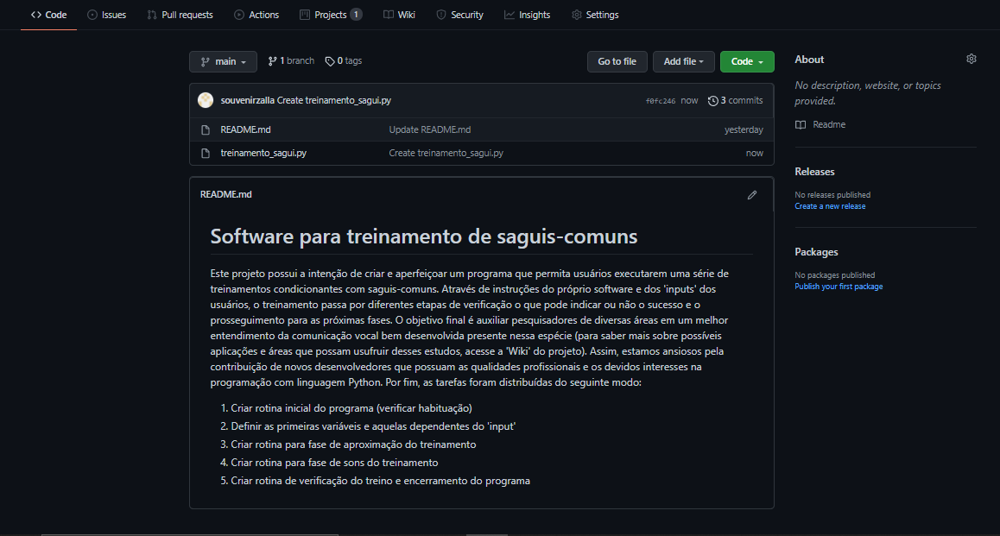 Code Issues Pull requests Actions Projects 1 Wiki Security Insights Settings
main 1 branch 0 tags Go to file Add file Code
souvenirzalla Create treinamento_sagui.py f0fc246 now 3 commits
README.md Update README.md yesterday
treinamento_sagui.py Create treinamento_sagui.py now
README.md
Software para treinamento de saguis-comuns
Este projeto possui a intenção de criar e aperfeiçoar um programa que permita usuários executarem uma série de
treinamentos condicionantes com saguis-comuns. Através de instruções do próprio software e dos 'inputs' dos
usuários, o treinamento passa por diferentes etapas de verificação o que pode indicar ou não o sucesso e o
prosseguimento para as próximas fases. O objetivo final é auxiliar pesquisadores de diversas áreas em um melhor
entendimento da comunicação vocal bem desenvolvida presente nessa espécie (para saber mais sobre possíveis
aplicações e áreas que possam usufruir desses estudos, acesse a 'Wiki' do projeto). Assim, estamos ansiosos pela
contribuição de novos desenvolvedores que possuam as qualidades profissionais e os devidos interesses na
programação com linguagem Python. Por fim, as tarefas foram distribuídas do seguinte modo:
1. Criar rotina inicial do programa (verificar habituação)
2. Definir as primeiras variáveis e aquelas dependentes do 'input'
3. Criar rotina para fase de aproximação do treinamento
4. Criar rotina para fase de sons do treinamento
5. Criar rotina de verificação do treino e encerramento do programa
About
No description, website, or topics
provided.
Readme
Releases
No releases published
Create a new release
Packages
No packages published
Publish your first package